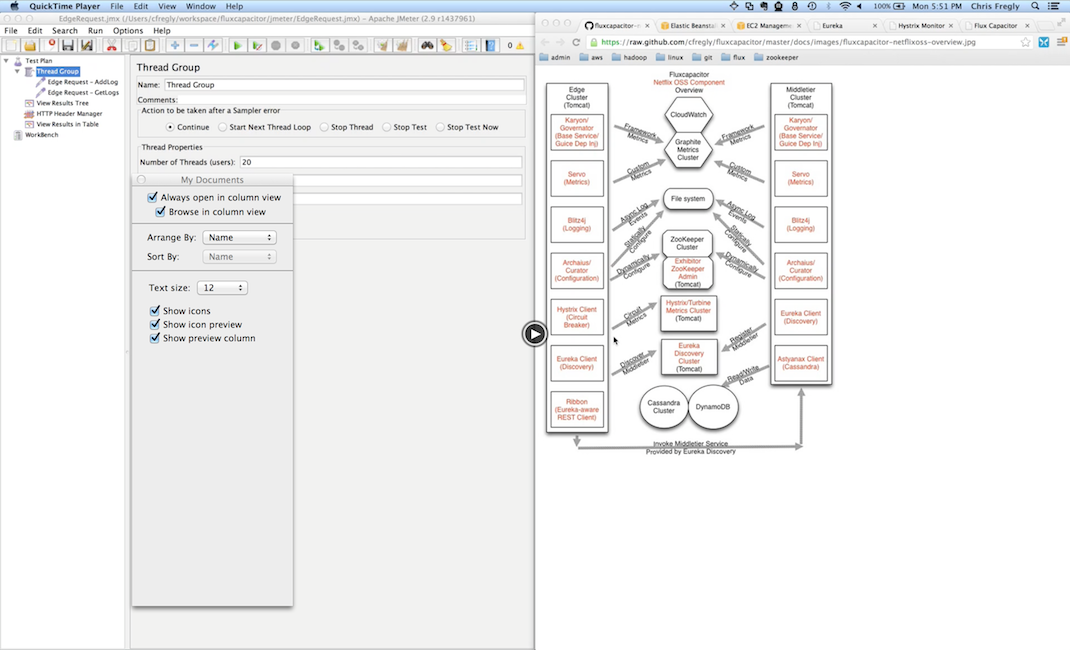 QuickTime Player File Edit View Window Help
100% Mon 5:51 PM Chris Fregly
EdgeRequest.jmx (/Users/cfregly/workspace/fluxcapacitor/jmeter/EdgeRequest.jmx) – Apache JMeter (2.9 r1437961)
File Edit Search Run Options Help
0
Test Plan
Thread Group
Edge Request - AddLog
Edge Request - GetLogs
View Results Tree
HTTP Header Manager
View Results in Table
WorkBench
Thread Group
Name: Thread Group
Comments:
Action to be taken after a Sampler error
Continue Start Next Thread Loop Stop Thread Stop Test Stop Test Now
Thread Properties
Number of Threads (users): 20
My Documents
Always open in column view
Browse in column view
Arrange By: Name
Sort By: Name
Text size: 12
Show icons
Show icon preview
Show preview column
fluxcapacitor-n
Elastic Beansta
EC2 Manageme
Eureka
Hystrix Monitor
Flux Capacitor
https://raw.github.com/cfregly/fluxcapacitor/master/docs/images/fluxcapacitor-netflixoss-overview.jpg
admin aws hadoop linux git flux zookeeper
Fluxcapacitor
Netflix OSS Component
Overview
Edge
Cluster
(Tomcat)
Karyon/
Governator
(Base Service/
Guice Dep Inj)
Servo
(Metrics)
Blitz4j
(Logging)
Archaius/
Curator
(Configuration)
Hystrix Client
(Circuit
Breaker)
Eureka Client
(Discovery)
Ribbon
(Eureka-aware
REST Client)
Framework
Metrics
Custom
Metrics
Async Log
Events
Statically
Configure
Dynamically
Configure
Circuit
Metrics
Discover
Middletier
CloudWatch
Graphite
Metrics
Cluster
File system
ZooKeeper
Cluster
Exhibitor
ZooKeeper
Admin
(Tomcat)
Hystrix/Turbine
Metrics Cluster
(Tomcat)
Eureka
Discovery
Cluster
(Tomcat)
Cassandra
Cluster
DynamoDB
Framework
Metrics
Custom
Metrics
Async Log
Events
Statically
Configure
Dynamically
Configure
Register
Middletier
Read/Write
Data
Middletier
Cluster
(Tomcat)
Karyon/
Governator
(Base Service/
Guice Dep Inj)
Servo
(Metrics)
Blitz4j
(Logging)
Archaius/
Curator
(Configuration)
Eureka Client
(Discovery)
Astyanax Client
(Cassandra)
Invoke Middletier Service
Provided by Eureka Discovery